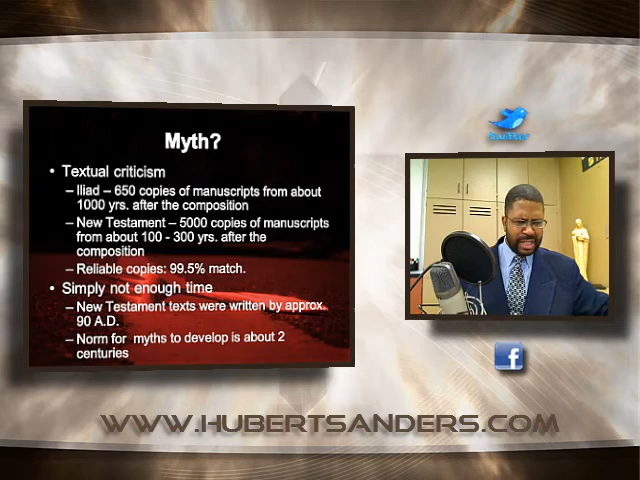 Myth?
• Textual criticism
– Iliad – 650 copies of manuscripts from about
1000 yrs. after the composition
– New Testament – 5000 copies of manuscripts
from about 100 - 300 yrs. after the
composition
– Reliable copies: 99.5% match.
• Simply not enough time
– New Testament texts were written by approx.
90 A.D.
– Norm for myths to develop is about 2
centuries
f
WWW.HUBERTSANDERS.COM